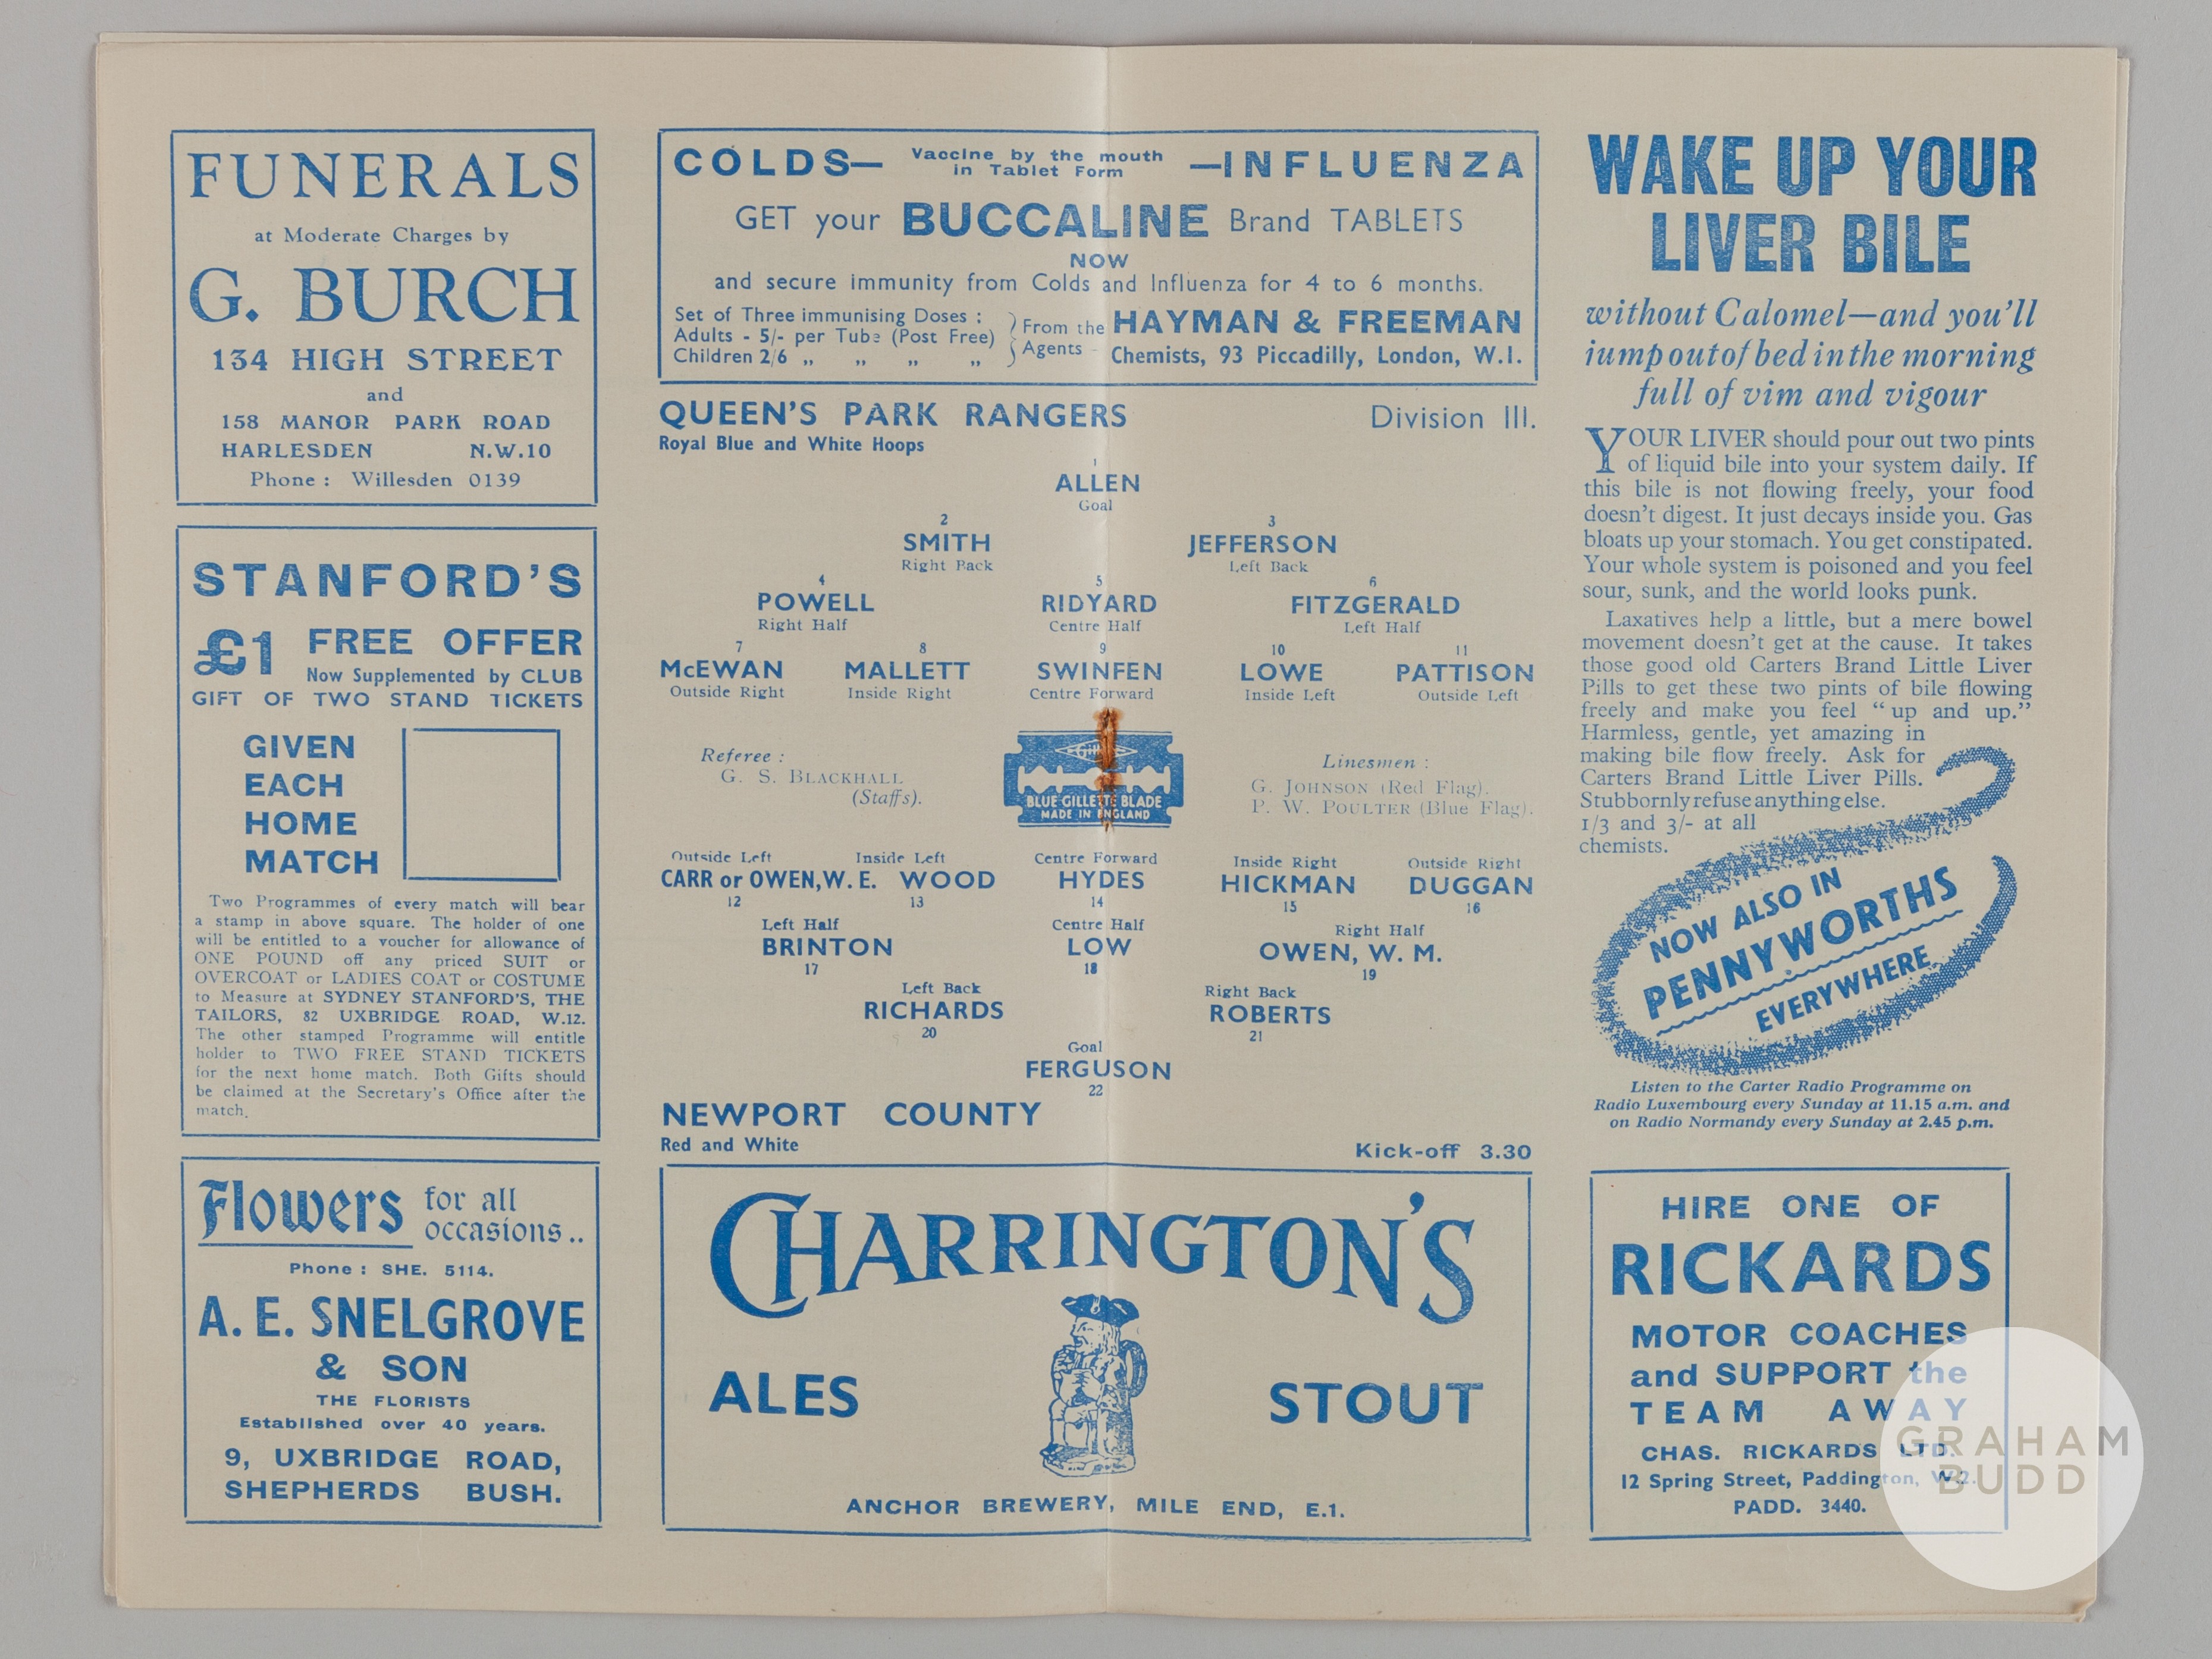 FUNERALS
at Moderate Charges by
G. BURCH
134 HIGH STREET
and
158 MANOR PARK ROAD
HARLESDEN N.W.10
Phone : Willesden 0139
STANFORD'S
£1 FREE OFFER
Now Supplemented by CLUB
GIFT OF TWO STAND TICKETS
GIVEN
EACH
HOME
MATCH
Two Programmes of every match will bear
a stamp in above square. The holder of one
will be entitled to a voucher for allowance of
ONE POUND off any priced SUIT or
OVERCOAT or LADIES COAT or COSTUME
to Measure at SYDNEY STANFORD'S, THE
TAILORS, 82 UXBRIDGE ROAD, W.12.
The other stamped Programme will entitle
holder to TWO FREE STAND TICKETS
for the next home match. Both Gifts should
be claimed at the Secretary's Office after the
match.
Flowers for all
occasions..
Phone : SHE. 5114.
A. E. SNELGROVE
& SON
THE FLORISTS
Established over 40 years.
9, UXBRIDGE ROAD,
SHEPHERDS BUSH.
COLDS— Vaccine by the mouth
in Tablet Form —INFLUENZA
GET your BUCCALINE Brand TABLETS
NOW
and secure immunity from Colds and Influenza for 4 to 6 months.
Set of Three immunising Doses :
Adults - 5/- per Tube (Post Free)
Children 2/6 „ „ „ „
From the
Agents -
HAYMAN & FREEMAN
Chemists, 93 Piccadilly, London, W.1.
QUEEN'S PARK RANGERS Division III.
Royal Blue and White Hoops
1
ALLEN
Goal
2 3
SMITH JEFFERSON
Right Back Left Back
4 5 6
POWELL RIDYARD FITZGERALD
Right Half Centre Half Left Half
7 8 9 10 11
McEWAN MALLETT SWINFEN LOWE PATTISON
Outside Right Inside Right Centre Forward Inside Left Outside Left
Referee :
G. S. BLACKHALL
(Staffs).
BLUE GILLETTE BLADE
MADE IN ENGLAND
Linesmen :
G. JOHNSON (Red Flag).
P. W. POULTER (Blue Flag).
Outside Left Inside Left Centre Forward Inside Right Outside Right
CARR or OWEN, W. E. WOOD HYDES HICKMAN DUGGAN
12 13 14 15 16
Left Half Centre Half Right Half
BRINTON LOW OWEN, W. M.
17 18 19
Left Back Right Back
RICHARDS ROBERTS
20 21
Goal
FERGUSON
22
NEWPORT COUNTY
Red and White Kick-off 3.30
CHARRINGTON'S
ALES STOUT
ANCHOR BREWERY, MILE END, E.1.
WAKE UP YOUR
LIVER BILE
without Calomel—and you'll
jump out of bed in the morning
full of vim and vigour
YOUR LIVER should pour out two pints
of liquid bile into your system daily. If
this bile is not flowing freely, your food
doesn't digest. It just decays inside you. Gas
bloats up your stomach. You get constipated.
Your whole system is poisoned and you feel
sour, sunk, and the world looks punk.
Laxatives help a little, but a mere bowel
movement doesn't get at the cause. It takes
those good old Carters Brand Little Liver
Pills to get these two pints of bile flowing
freely and make you feel “ up and up.”
Harmless, gentle, yet amazing in
making bile flow freely. Ask for
Carters Brand Little Liver Pills.
Stubbornly refuse anything else.
1/3 and 3/- at all
chemists.
NOW ALSO IN
PENNYWORTHS
EVERYWHERE
Listen to the Carter Radio Programme on
Radio Luxembourg every Sunday at 11.15 a.m. and
on Radio Normandy every Sunday at 2.45 p.m.
HIRE ONE OF
RICKARDS
MOTOR COACHES
and SUPPORT the
TEAM AWAY
CHAS. RICKARDS LTD.
12 Spring Street, Paddington, W.2.
PADD. 3440.
GRAHAM
BUDD